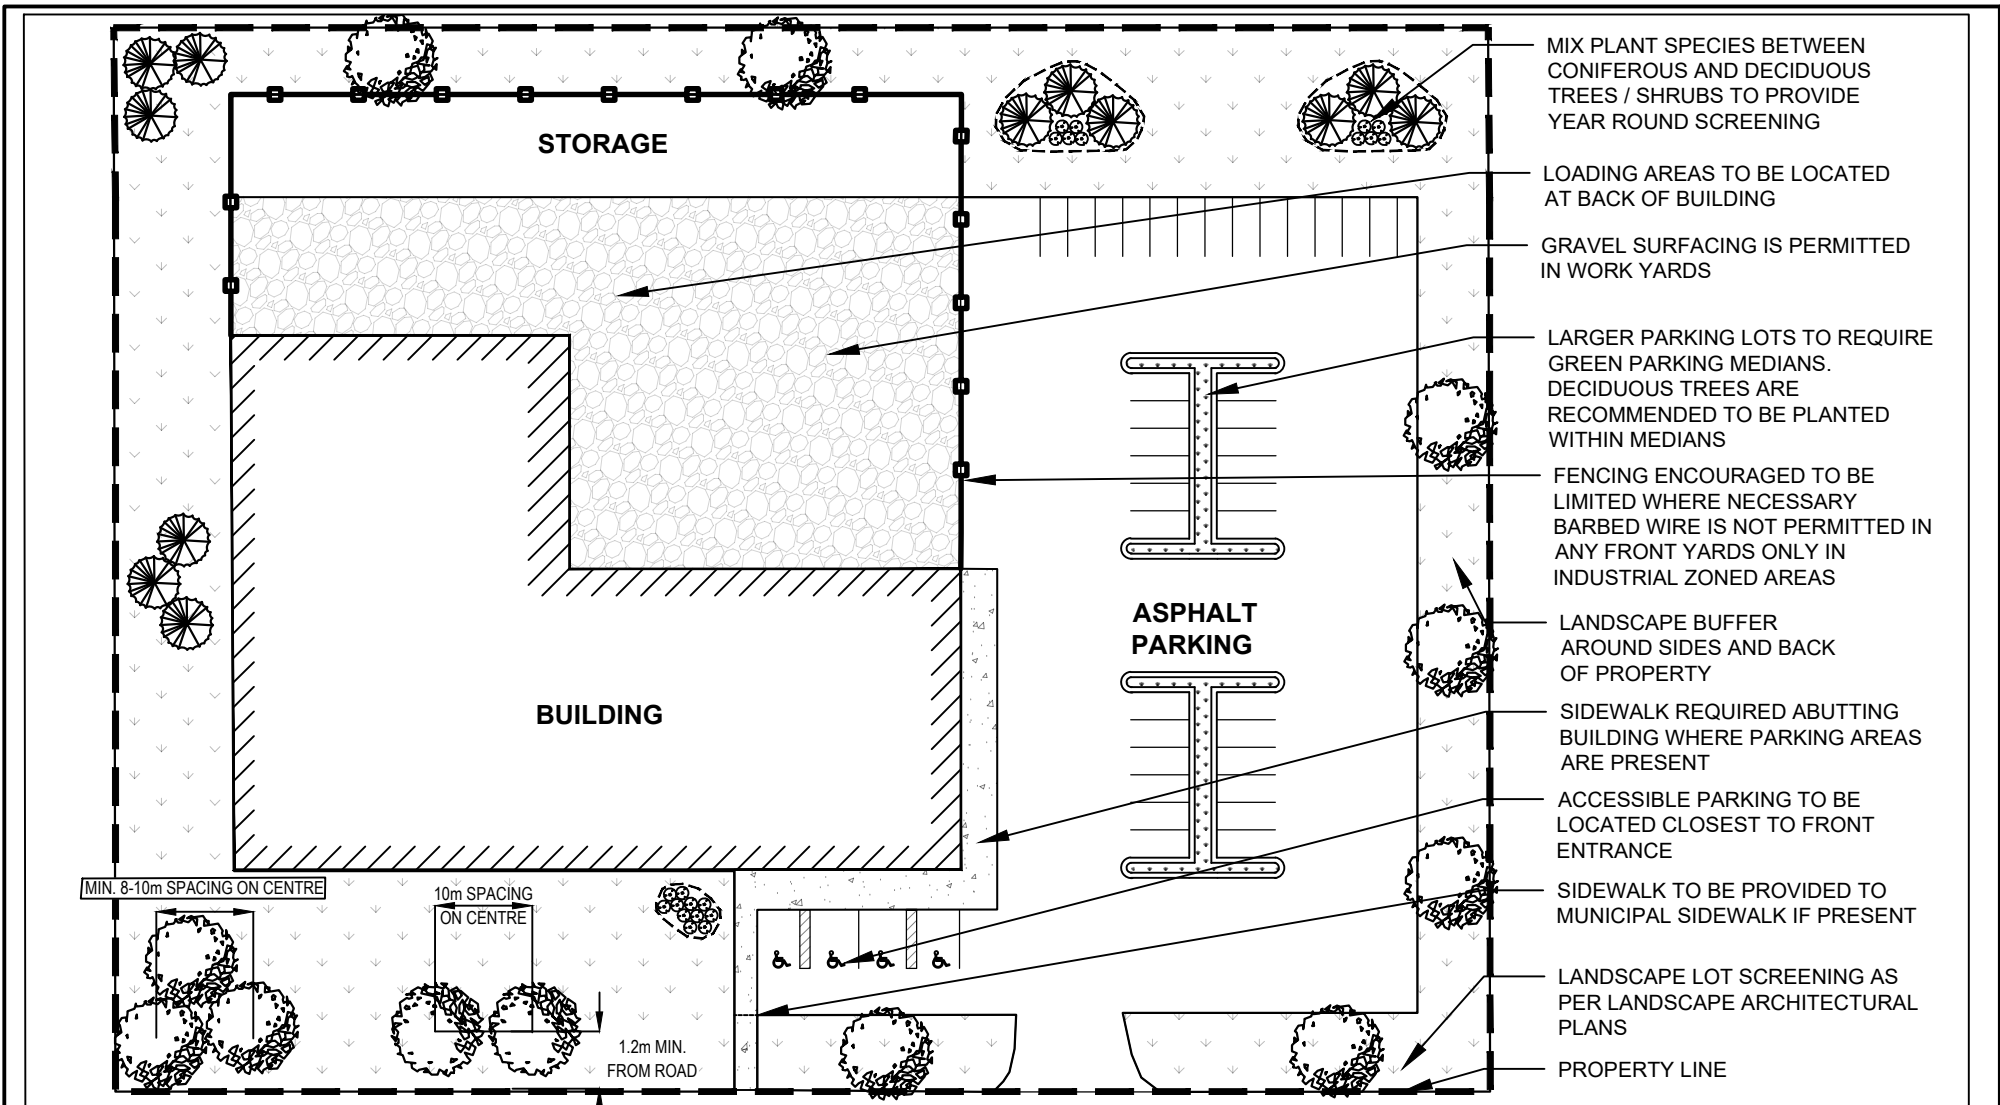 MIX PLANT SPECIES BETWEEN
CONIFEROUS AND DECIDUOUS
TREES / SHRUBS TO PROVIDE
YEAR ROUND SCREENING
STORAGE
LOADING AREAS TO BE LOCATED
AT BACK OF BUILDING
GRAVEL SURFACING IS PERMITTED
IN WORK YARDS
LARGER PARKING LOTS TO REQUIRE
GREEN PARKING MEDIANS.
DECIDUOUS TREES ARE
RECOMMENDED TO BE PLANTED
WITHIN MEDIANS
FENCING ENCOURAGED TO BE
LIMITED WHERE NECESSARY
BARBED WIRE IS NOT PERMITTED IN
ANY FRONT YARDS ONLY IN
INDUSTRIAL ZONED AREAS
ASPHALT
PARKING
LANDSCAPE BUFFER
AROUND SIDES AND BACK
OF PROPERTY
BUILDING
SIDEWALK REQUIRED ABUTTING
BUILDING WHERE PARKING AREAS
ARE PRESENT
ACCESSIBLE PARKING TO BE
LOCATED CLOSEST TO FRONT
ENTRANCE
MIN. 8-10m SPACING ON CENTRE
10m SPACING
ON CENTRE
SIDEWALK TO BE PROVIDED TO
MUNICIPAL SIDEWALK IF PRESENT
LANDSCAPE LOT SCREENING AS
PER LANDSCAPE ARCHITECTURAL
PLANS
1.2m MIN.
FROM ROAD
PROPERTY LINE